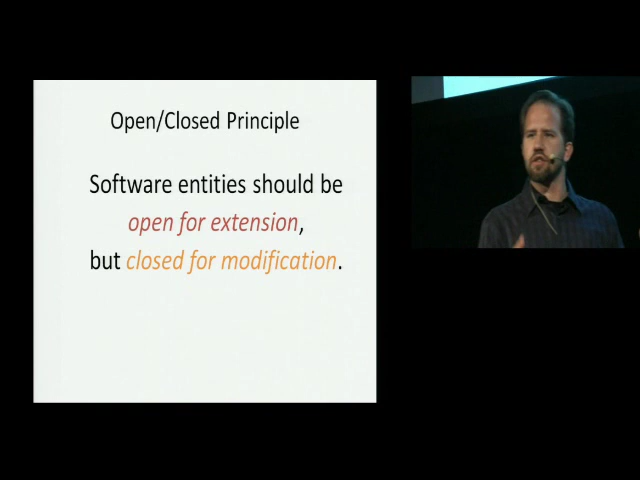 Open/Closed Principle
Software entities should be
open for extension,
but closed for modification.